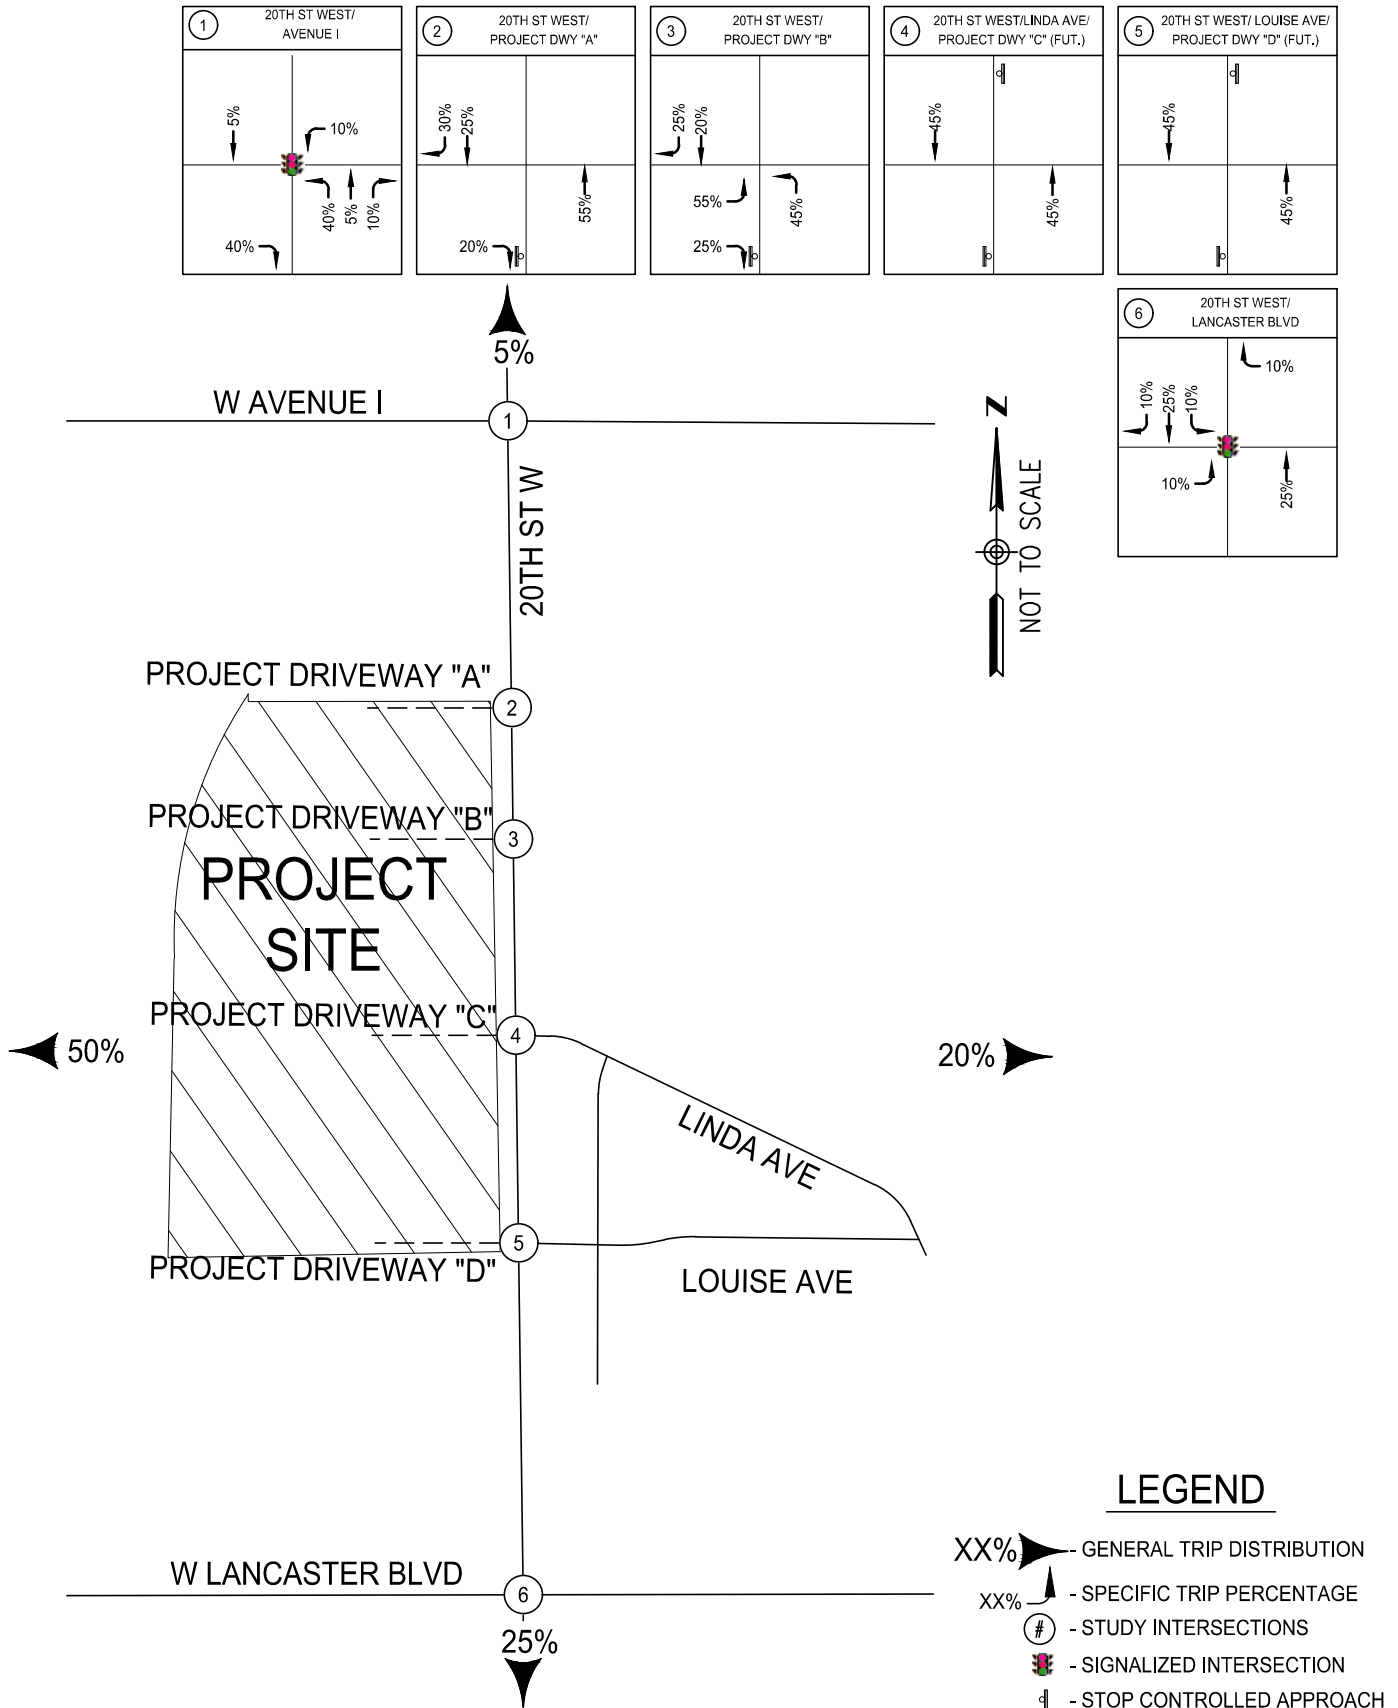 1
20TH ST WEST/
AVENUE I
5%
10%
40%
5%
10%
40%
2
20TH ST WEST/
PROJECT DWY "A"
30%
25%
55%
20%
3
20TH ST WEST/
PROJECT DWY "B"
25%
20%
55%
45%
25%
4
20TH ST WEST/LINDA AVE/
PROJECT DWY "C" (FUT.)
45%
45%
5
20TH ST WEST/ LOUISE AVE/
PROJECT DWY "D" (FUT.)
45%
45%
6
20TH ST WEST/
LANCASTER BLVD
10%
10%
25%
10%
10%
25%
5%
W AVENUE I
1
20TH ST W
N
NOT TO SCALE
PROJECT DRIVEWAY "A"
2
PROJECT DRIVEWAY "B"
3
PROJECT
SITE
PROJECT DRIVEWAY "C"
4
50%
20%
LINDA AVE
5
PROJECT DRIVEWAY "D"
LOUISE AVE
W LANCASTER BLVD
6
25%
LEGEND
XX% - GENERAL TRIP DISTRIBUTION
XX% - SPECIFIC TRIP PERCENTAGE
# - STUDY INTERSECTIONS
- SIGNALIZED INTERSECTION
- STOP CONTROLLED APPROACH